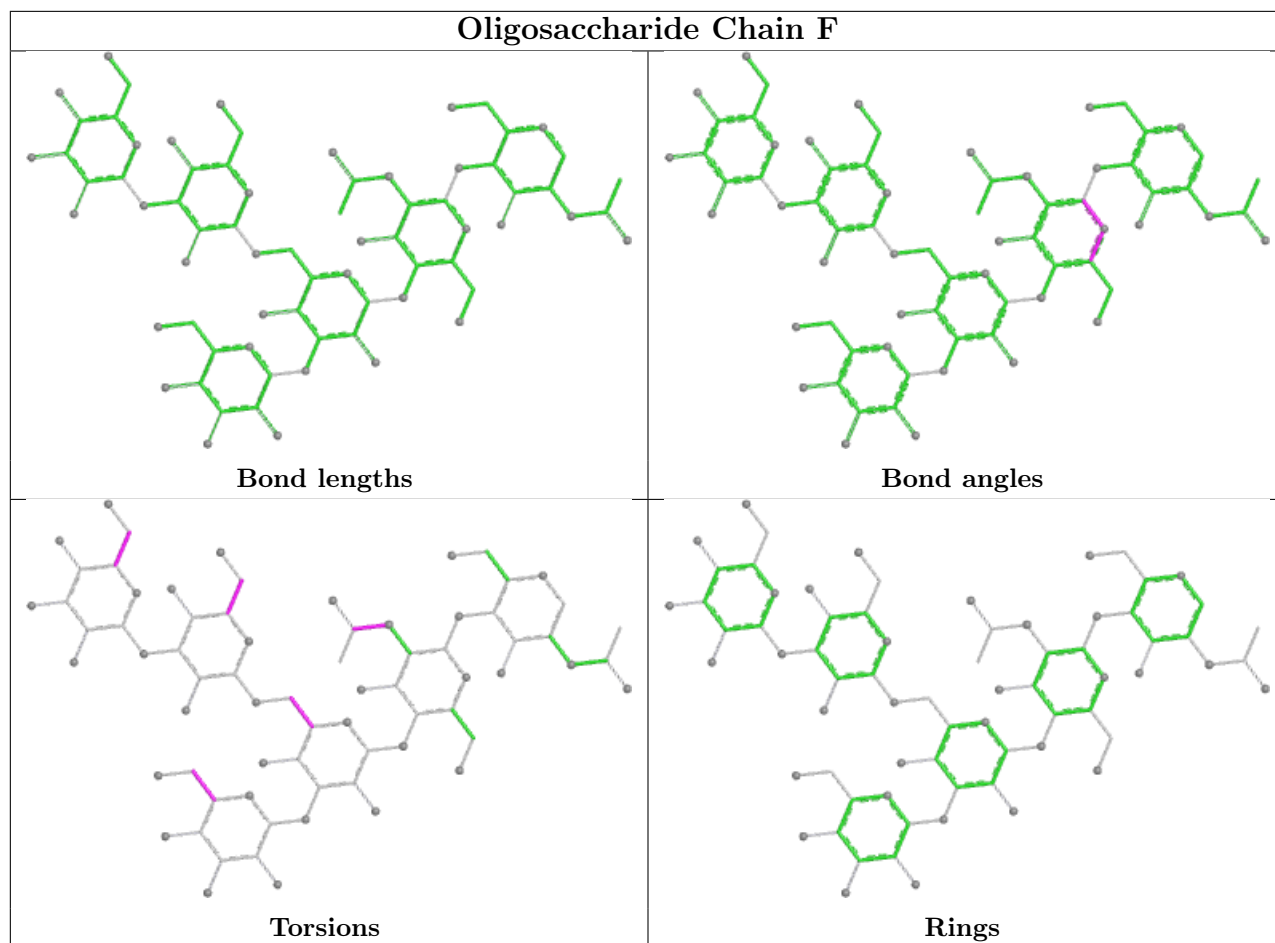 Oligosaccharide Chain F
Bond lengths
Bond angles
Torsions
Rings